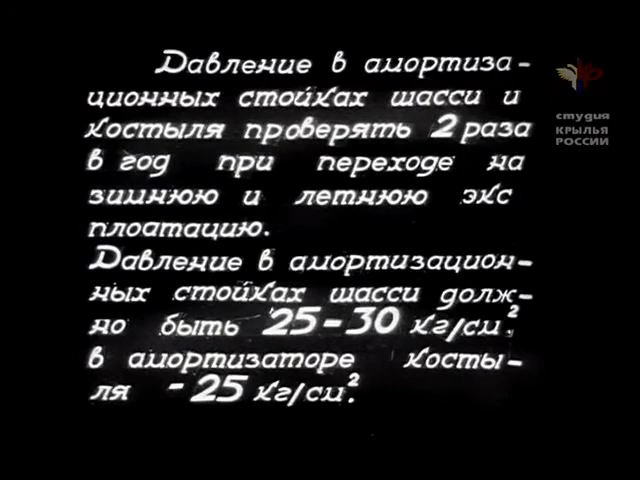 Давление в амортиза-
ционных стойках шасси и
костыля проверять 2 раза
в год при переходе на
зимнюю и летнюю экс
плоатацию.
Давление в амортизацион-
ных стойках шасси долж-
но быть 25-30 кг/см².
в амортизаторе косты-
ля - 25 кг/см².
студия
КРЫЛЬЯ
РОССИИ